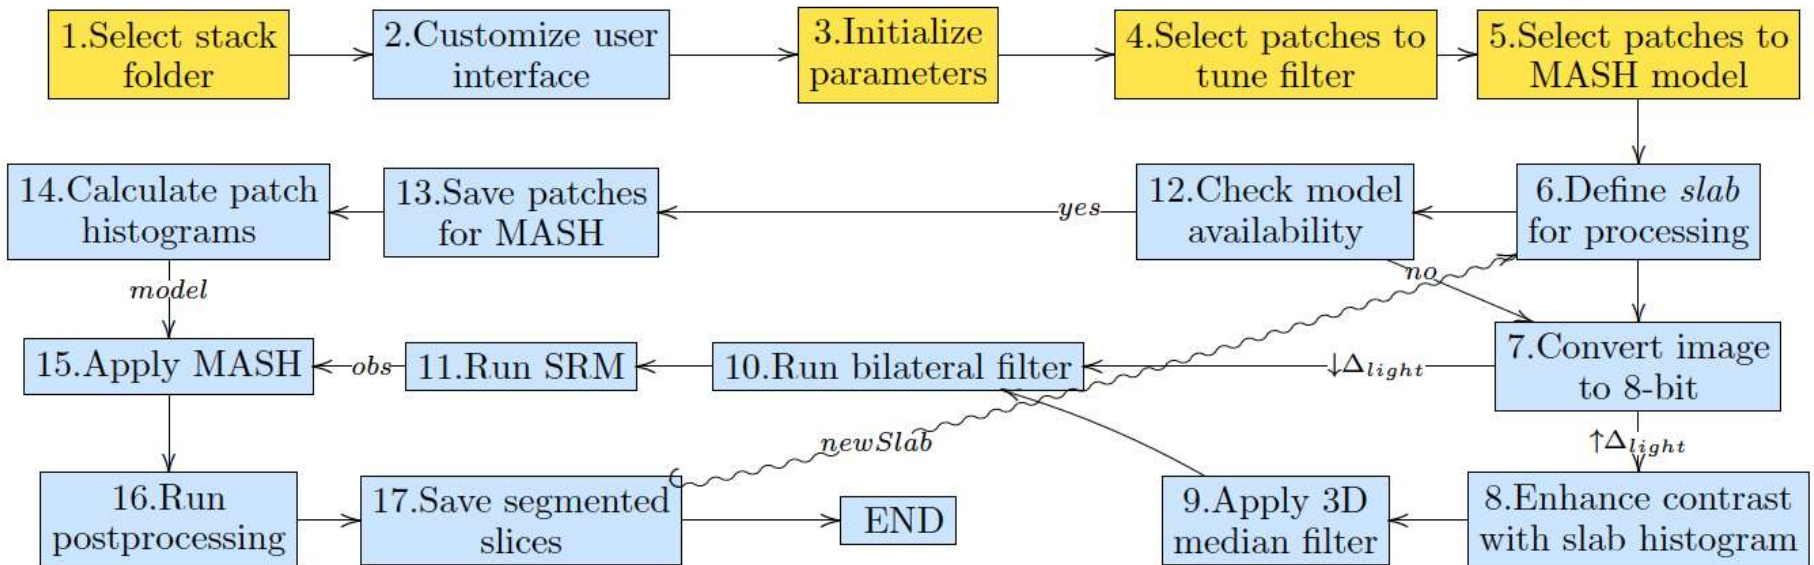 1.Select stack
folder
2.Customize user
interface
3.Initialize
parameters
4.Select patches to
tune filter
5.Select patches to
MASH model
14.Calculate patch
histograms
13.Save patches
for MASH
yes
12.Check model
availability
6.Define slab
for processing
no
model
15.Apply MASH
obs
11.Run SRM
10.Run bilateral filter
↓Δlight
7.Convert image
to 8-bit
newSlab
↑Δlight
16.Run
postprocessing
17.Save segmented
slices
END
9.Apply 3D
median filter
8.Enhance contrast
with slab histogram